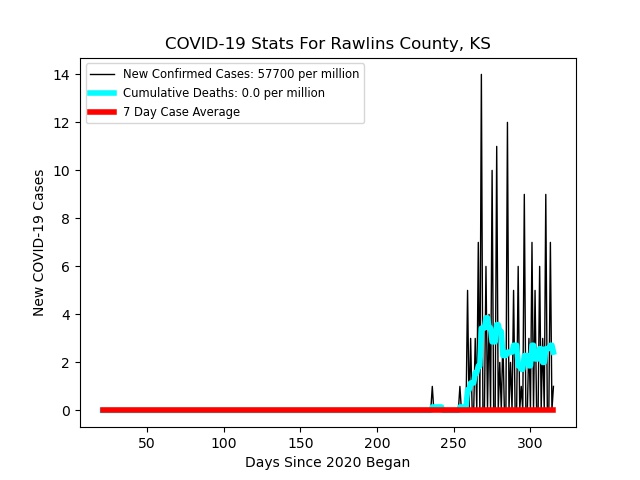 COVID-19 Stats For Rawlins County, KS
New Confirmed Cases: 57700 per million
Cumulative Deaths: 0.0 per million
7 Day Case Average
New COVID-19 Cases
14
12
10
8
6
4
2
0
50 100 150 200 250 300
Days Since 2020 Began